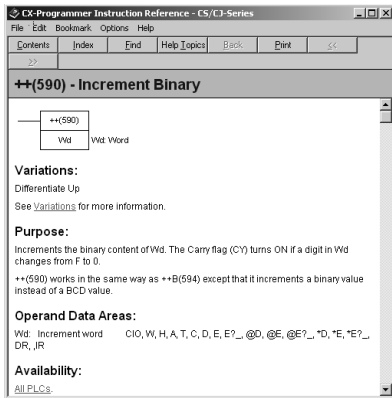 CX-Programmer Instruction Reference - CS/CJ-Series
File Edit Bookmark Options Help
Contents Index Find Help Topics Back Print <<
>>
++(590) - Increment Binary
++(590)
Wd Wd: Word
Variations:
Differentiate Up
See Variations for more information.
Purpose:
Increments the binary content of Wd. The Carry flag (CY) turns ON if a digit in Wd
changes from F to 0.
++(590) works in the same way as ++B(594) except that it increments a binary value
instead of a BCD value.
Operand Data Areas:
Wd: Increment word CIO, W, H, A, T, C, D, E, E?_, @D, @E, @E?_, *D, *E, *E?_,
DR, ,IR
Availability:
All PLCs.